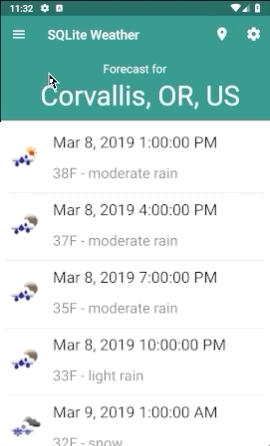 11:32
SQLite Weather
Forecast for
Corvallis, OR, US
Mar 8, 2019 1:00:00 PM
38F - moderate rain
Mar 8, 2019 4:00:00 PM
37F - moderate rain
Mar 8, 2019 7:00:00 PM
35F - moderate rain
Mar 8, 2019 10:00:00 PM
33F - light rain
Mar 9, 2019 1:00:00 AM
32F - snow